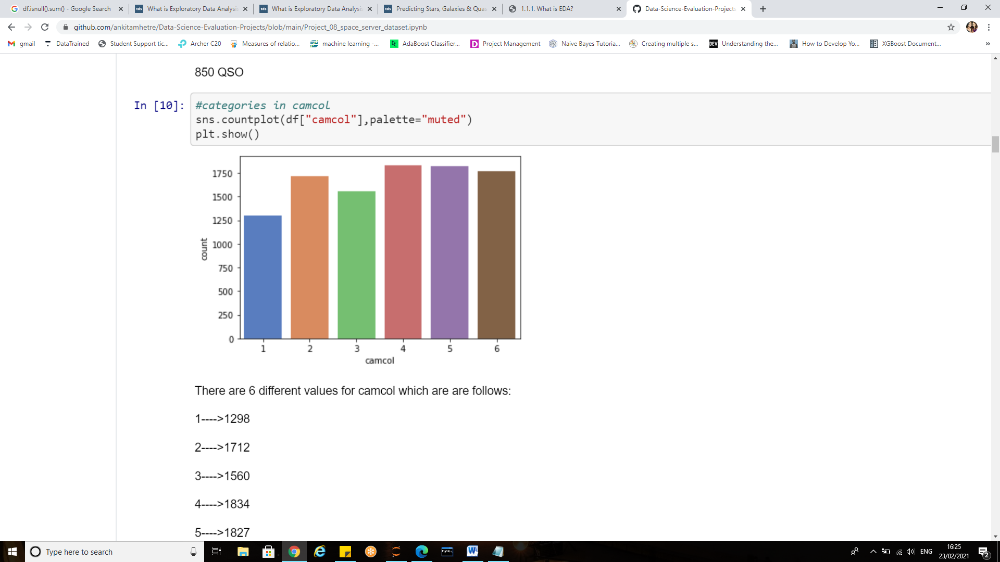 df.isnull().sum() - Google Search
What is Exploratory Data Analysis
What is Exploratory Data Analysis
Predicting Stars, Galaxies & Quas
1.1.1. What is EDA?
Data-Science-Evaluation-Projects
github.com/ankitamhetre/Data-Science-Evaluation-Projects/blob/main/Project_08_space_server_dataset.ipynb
gmail
DataTrained
Student Support tic...
Archer C20
Measures of relatio...
machine learning -...
AdaBoost Classifier...
Project Management
Naive Bayes Tutoria...
Creating multiple s...
DEV
Understanding the...
How to Develop Yo...
XGBoost Document...
»
850 QSO
In [10]:
#categories in camcol
sns.countplot(df["camcol"],palette="muted")
plt.show()
1750
1500
1250
1000
750
500
250
0
count
1 2 3 4 5 6
camcol
There are 6 different values for camcol which are are follows:
1---->1298
2---->1712
3---->1560
4---->1834
5---->1827
Type here to search
ENG
16:25
23/02/2021
2